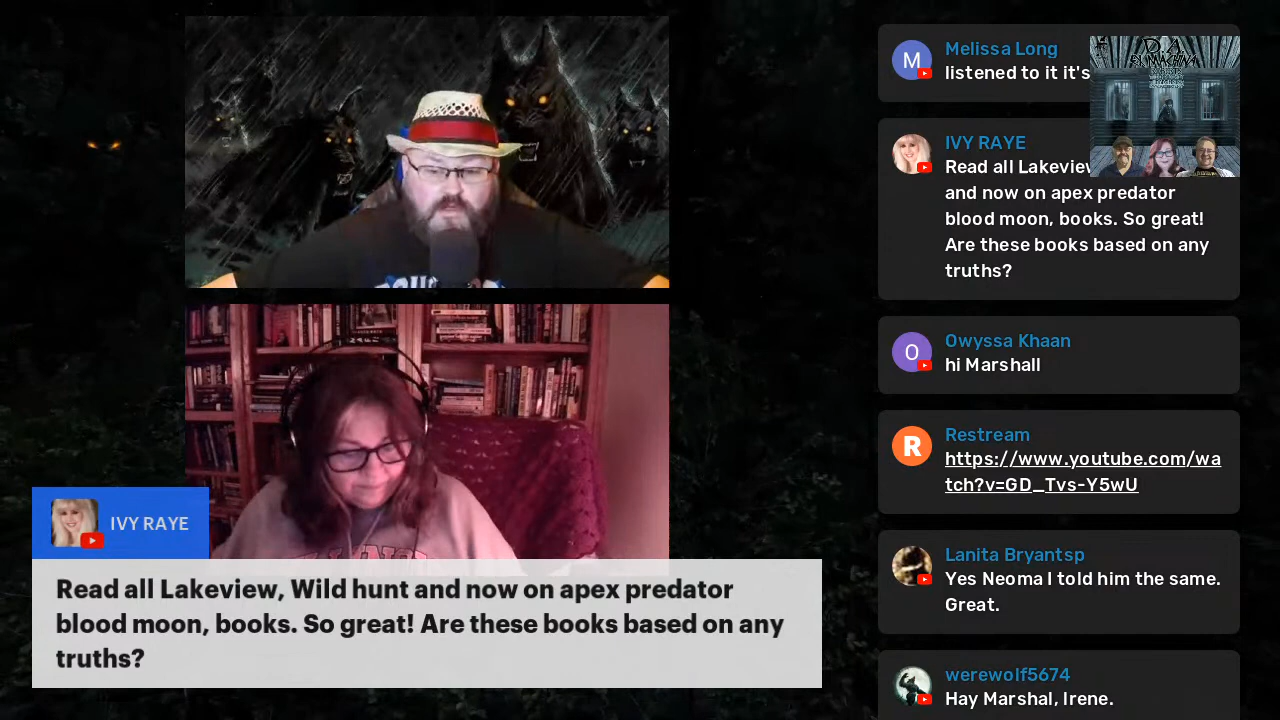 Melissa Long
listened to it it's
IVY RAYE
Read all Lakeview
and now on apex predator
blood moon, books. So great!
Are these books based on any
truths?
Owyssa Khaan
hi Marshall
Restream
https://www.youtube.com/wa
tch?v=GD_Tvs-Y5wU
Lanita Bryantsp
Yes Neoma I told him the same.
Great.
werewolf5674
Hay Marshal, Irene.
M
O
R
IVY RAYE
Read all Lakeview, Wild hunt and now on apex predator
blood moon, books. So great! Are these books based on any
truths?